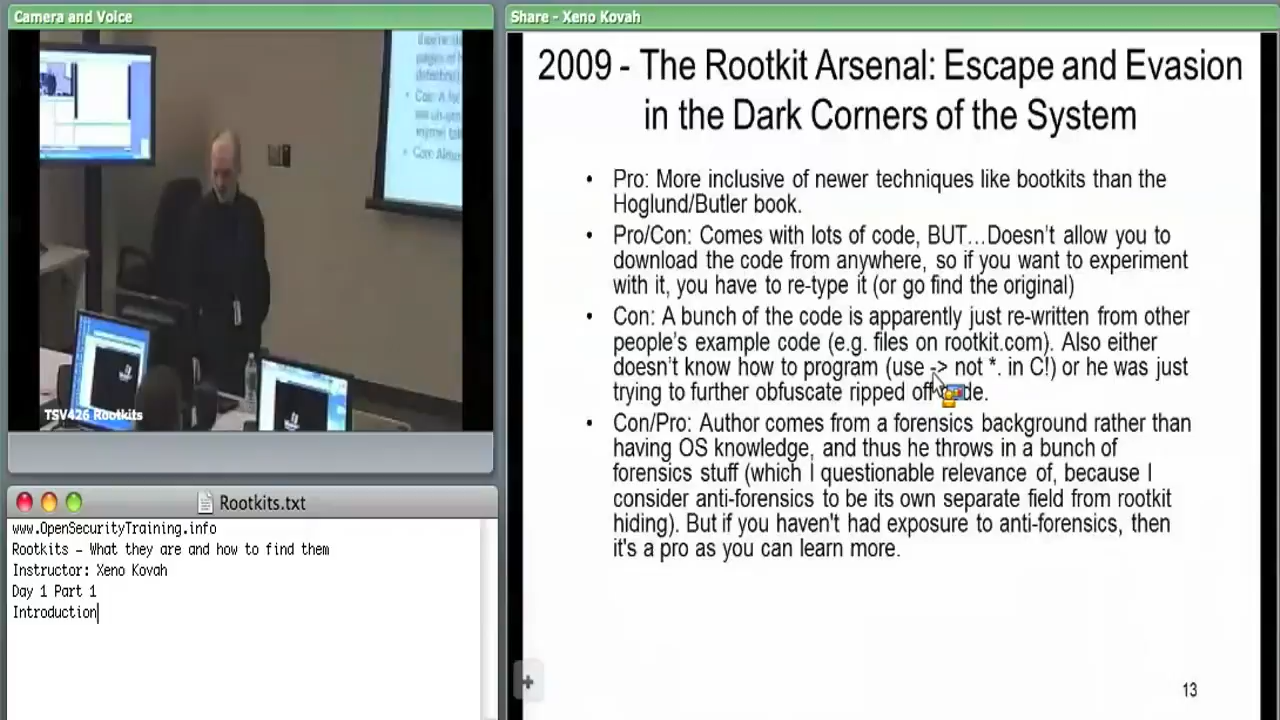 Camera and Voice
TSV426 Rootkits
Rootkits.txt
www.OpenSecurityTraining.info
Rootkits - What they are and how to find them
Instructor: Xeno Kovah
Day 1 Part 1
Introduction
Share - Xeno Kovah
2009 - The Rootkit Arsenal: Escape and Evasion
in the Dark Corners of the System
• Pro: More inclusive of newer techniques like bootkits than the
Hoglund/Butler book.
• Pro/Con: Comes with lots of code, BUT…Doesn't allow you to
download the code from anywhere, so if you want to experiment
with it, you have to re-type it (or go find the original)
• Con: A bunch of the code is apparently just re-written from other
people's example code (e.g. files on rootkit.com). Also either
doesn't know how to program (use -> not *. in C!) or he was just
trying to further obfuscate ripped off
• Con/Pro: Author comes from a forensics background rather than
having OS knowledge, and thus he throws in a bunch of
forensics stuff (which I questionable relevance of, because I
consider anti-forensics to be its own separate field from rootkit
hiding). But if you haven't had exposure to anti-forensics, then
it's a pro as you can learn more.
13